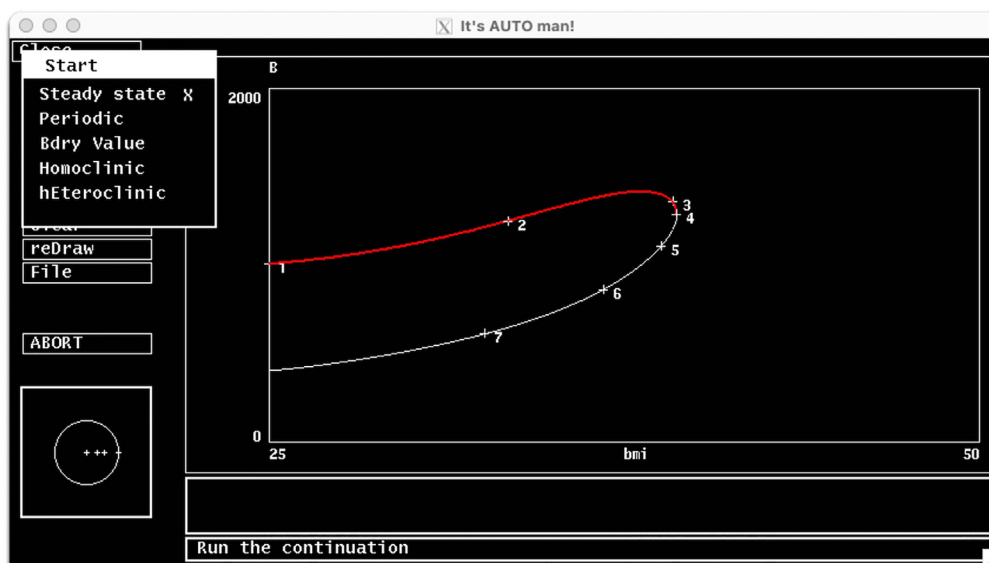 It's AUTO man!
Close
Start
Steady state X
Periodic
Bdry Value
Homoclinic
hEteroclinic
reDraw
File
ABORT
B
2000
0
25
bmi
50
1
2
3
4
5
6
7
Run the continuation